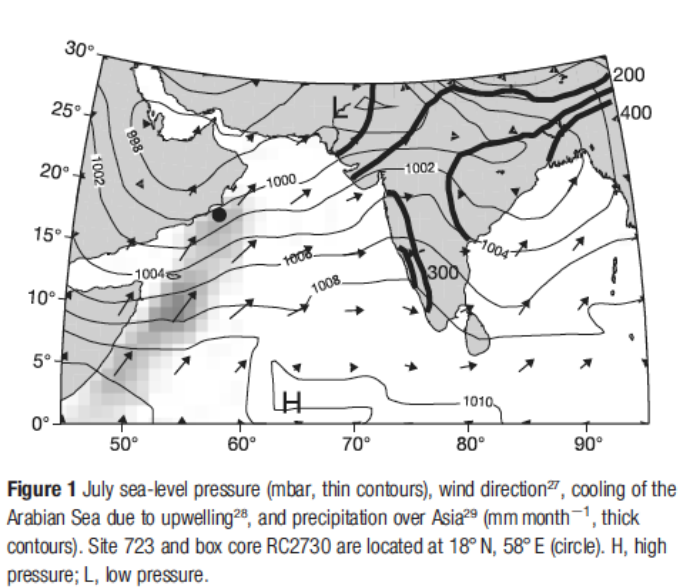 30°
200
25°
L
400
998
1002
20°
1002
1000
15°
1004
1008
1004
300
10°
1008
5°
H
1010
0°
50° 60° 70° 80° 90°
Figure 1 July sea-level pressure (mbar, thin contours), wind direction²⁷, cooling of the
Arabian Sea due to upwelling²⁸, and precipitation over Asia²⁹ (mm month⁻¹, thick
contours). Site 723 and box core RC2730 are located at 18° N, 58° E (circle). H, high
pressure; L, low pressure.